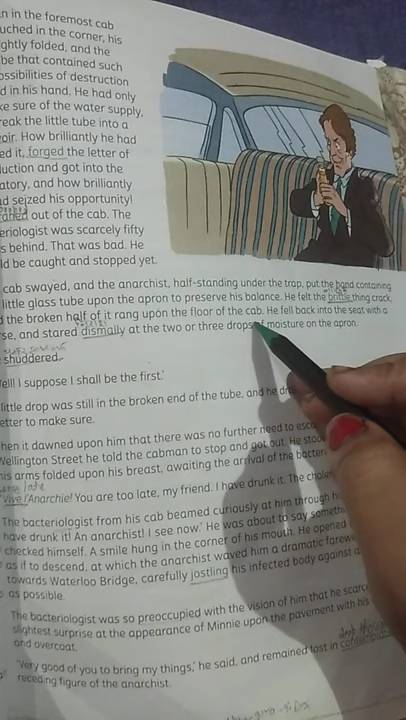 n in the foremost cab
uched in the corner, his
ghtly folded, and the
be that contained such
ossibilities of destruction
d in his hand. He had only
ke sure of the water supply,
reak the little tube into a
oir. How brilliantly he had
ed it, forged the letter of
luction and got into the
atory, and how brilliantly
d seized his opportunity!
out of the cab. The
eriologist was scarcely fifty
s behind. That was bad. He
ld be caught and stopped yet.
cab swayed, and the anarchist, half-standing under the trap, put the hand containing
little glass tube upon the apron to preserve his balance. He felt the brittle thing crack,
d the broken half of it rang upon the floor of the cab. He fell back into the seat with a
se, and stared dismally at the two or three drops of moisture on the apron.
shuddered.
ell! I suppose I shall be the first.'
little drop was still in the broken end of the tube, and he dr
etter to make sure.
hen it dawned upon him that there was no further need to esca
Wellington Street he told the cabman to stop and got out. He stoo
his arms folded upon his breast, awaiting the arrival of the bacter
late
Vive l'Anarchie! You are too late, my friend. I have drunk it. The choler
The bacteriologist from his cab beamed curiously at him through hi
have drunk it! An anarchist! I see now.' He was about to say someth
checked himself. A smile hung in the corner of his mouth. He opened
as if to descend, at which the anarchist waved him a dramatic farew
towards Waterloo Bridge, carefully jostling his infected body against a
as possible.
The bacteriologist was so preoccupied with the vision of him that he scarc
slightest surprise at the appearance of Minnie upon the pavement with his
and overcoat.
'Very good of you to bring my things,' he said, and remained lost in
receding figure of the anarchist.